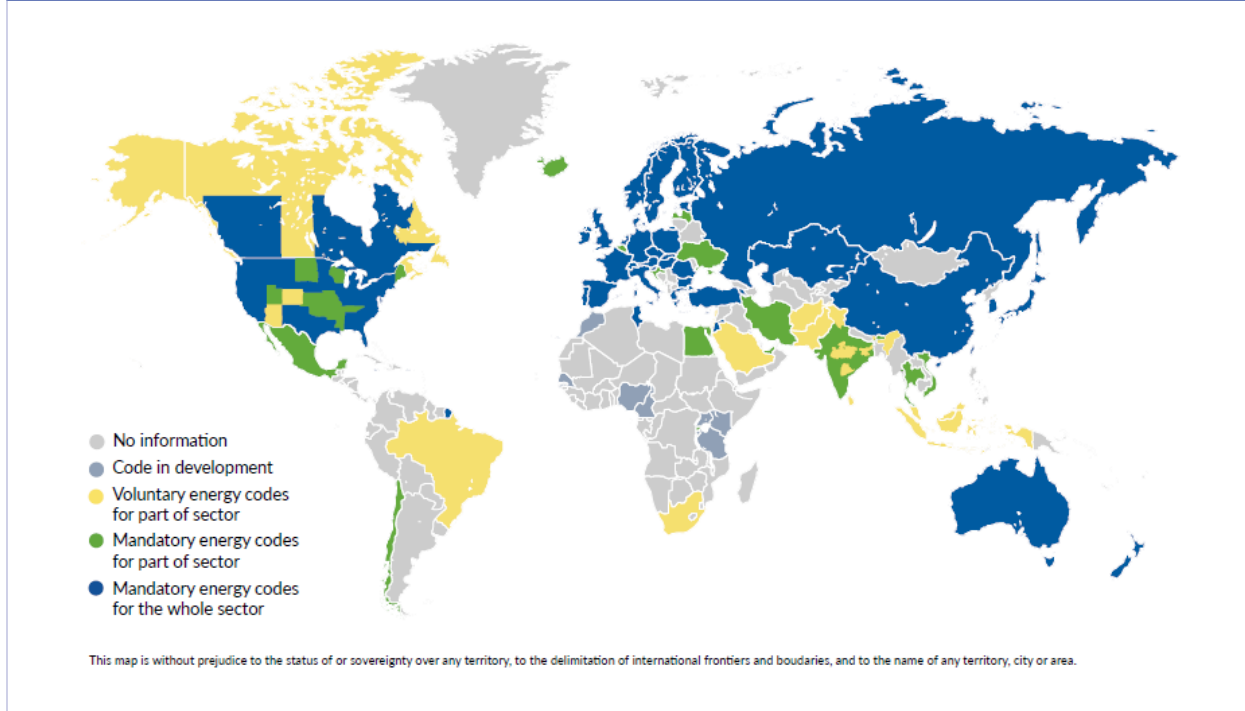 No information
Code in development
Voluntary energy codes
for part of sector
Mandatory energy codes
for part of sector
Mandatory energy codes
for the whole sector
This map is without prejudice to the status of or sovereignty over any territory, to the delimitation of international frontiers and boudaries, and to the name of any territory, city or area.